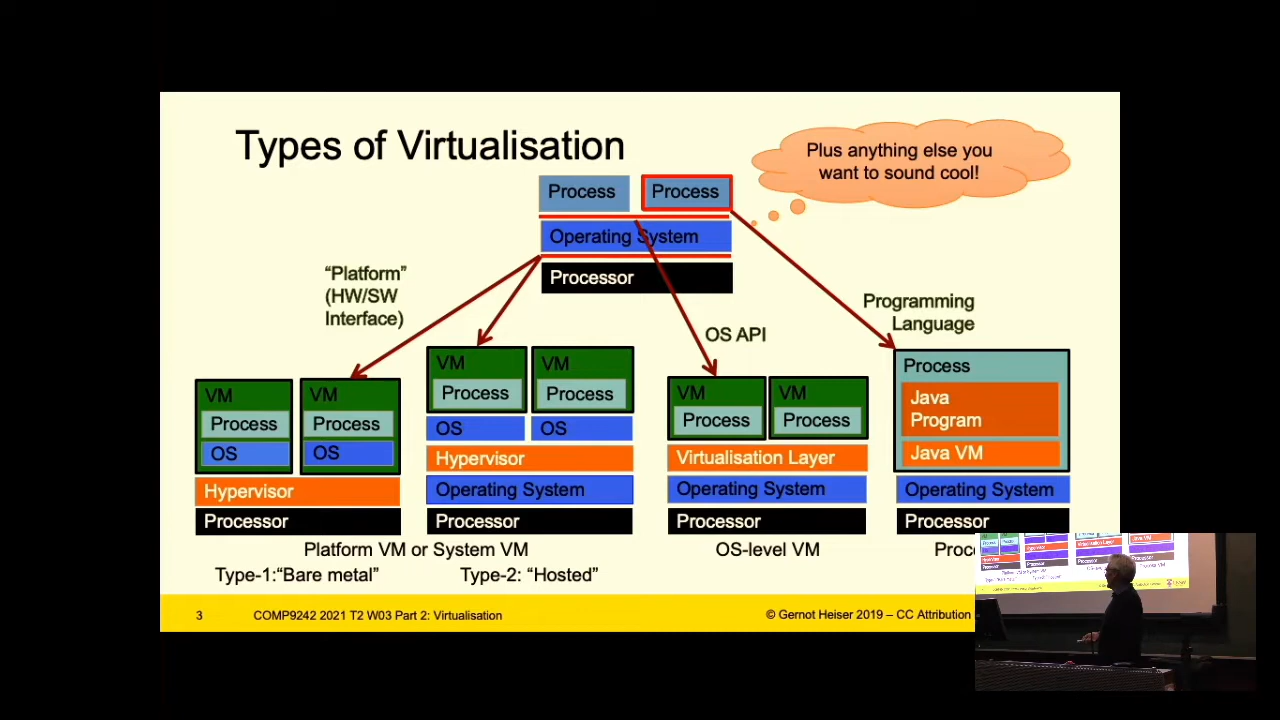 Types of Virtualisation
Plus anything else you
want to sound cool!
Process
Process
Operating System
Processor
“Platform”
(HW/SW
Interface)
OS API
Programming
Language
VM
Process
OS
VM
Process
OS
Hypervisor
Processor
VM
Process
VM
Process
OS
OS
Hypervisor
Operating System
Processor
VM
Process
VM
Process
Virtualisation Layer
Operating System
Processor
Process
Java
Program
Java VM
Operating System
Processor
Platform VM or System VM
Type-1:“Bare metal”
Type-2: “Hosted”
OS-level VM
3
COMP9242 2021 T2 W03 Part 2: Virtualisation
© Gernot Heiser 2019 – CC Attribution